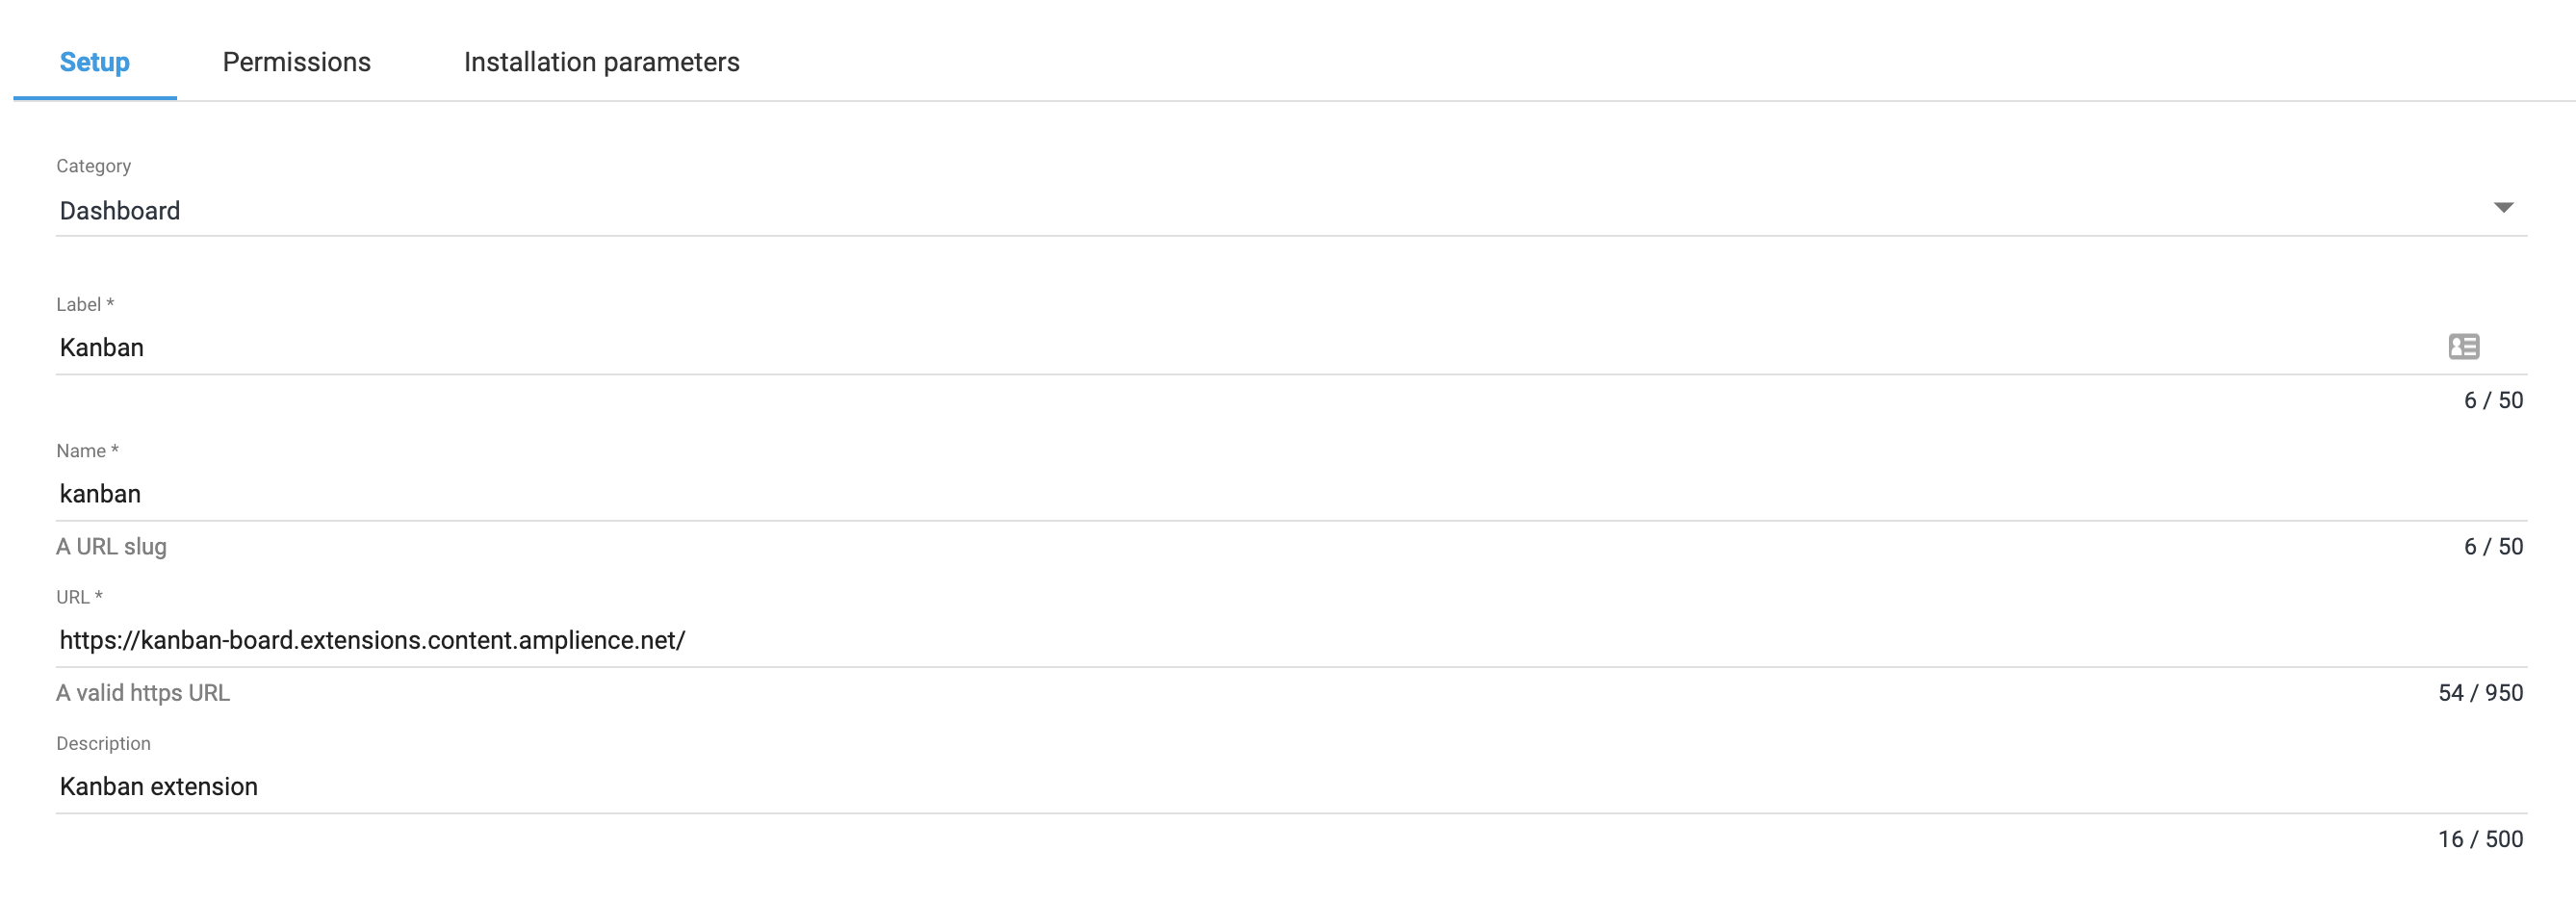 Setup Permissions Installation parameters
Category
Dashboard
Label *
Kanban
6 / 50
Name *
kanban
A URL slug 6 / 50
URL *
https://kanban-board.extensions.content.amplience.net/
A valid https URL 54 / 950
Description
Kanban extension
16 / 500